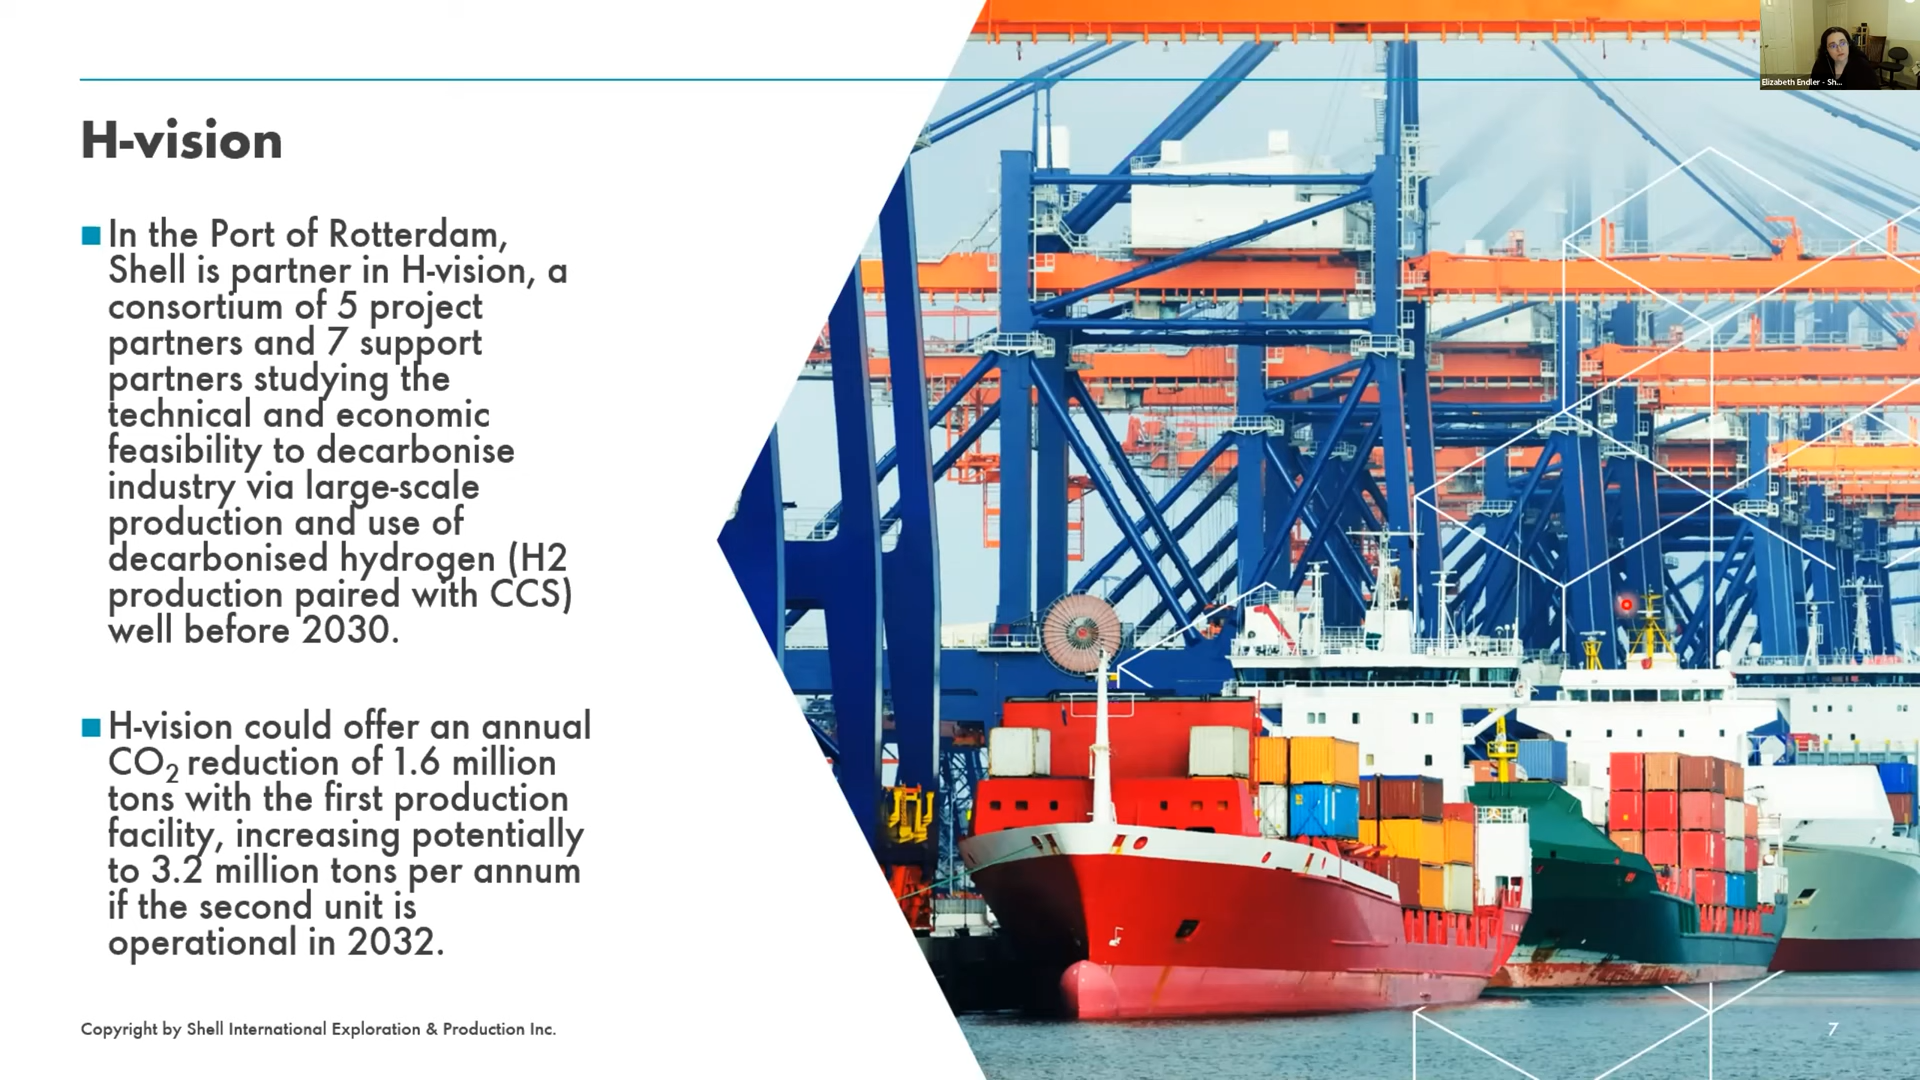 Elizabeth Endler - Sh...
H-vision
In the Port of Rotterdam,
Shell is partner in H-vision, a
consortium of 5 project
partners and 7 support
partners studying the
technical and economic
feasibility to decarbonise
industry via large-scale
production and use of
decarbonised hydrogen (H2
production paired with CCS)
well before 2030.
H-vision could offer an annual
CO₂ reduction of 1.6 million
tons with the first production
facility, increasing potentially
to 3.2 million tons per annum
if the second unit is
operational in 2032.
Copyright by Shell International Exploration & Production Inc.
7